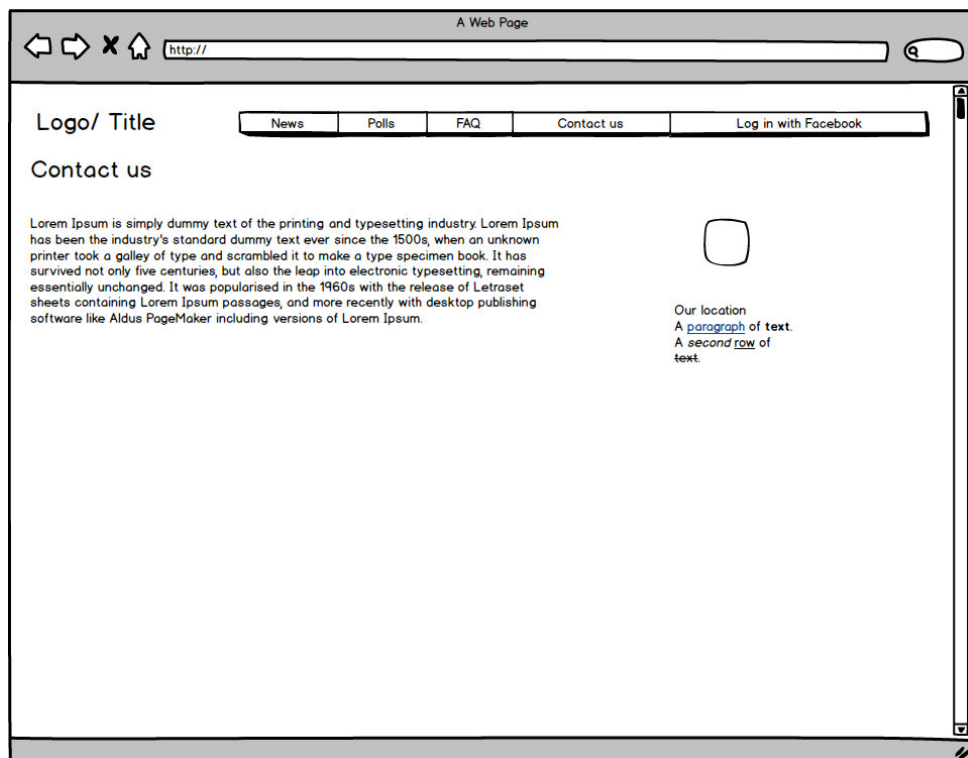 A Web Page
http://
Logo/ Title
News Polls FAQ Contact us Log in with Facebook
Contact us
Lorem Ipsum is simply dummy text of the printing and typesetting industry. Lorem Ipsum
has been the industry's standard dummy text ever since the 1500s, when an unknown
printer took a galley of type and scrambled it to make a type specimen book. It has
survived not only five centuries, but also the leap into electronic typesetting, remaining
essentially unchanged. It was popularised in the 1960s with the release of Letraset
sheets containing Lorem Ipsum passages, and more recently with desktop publishing
software like Aldus PageMaker including versions of Lorem Ipsum.
Our location
A paragraph of text.
A second row of
text.